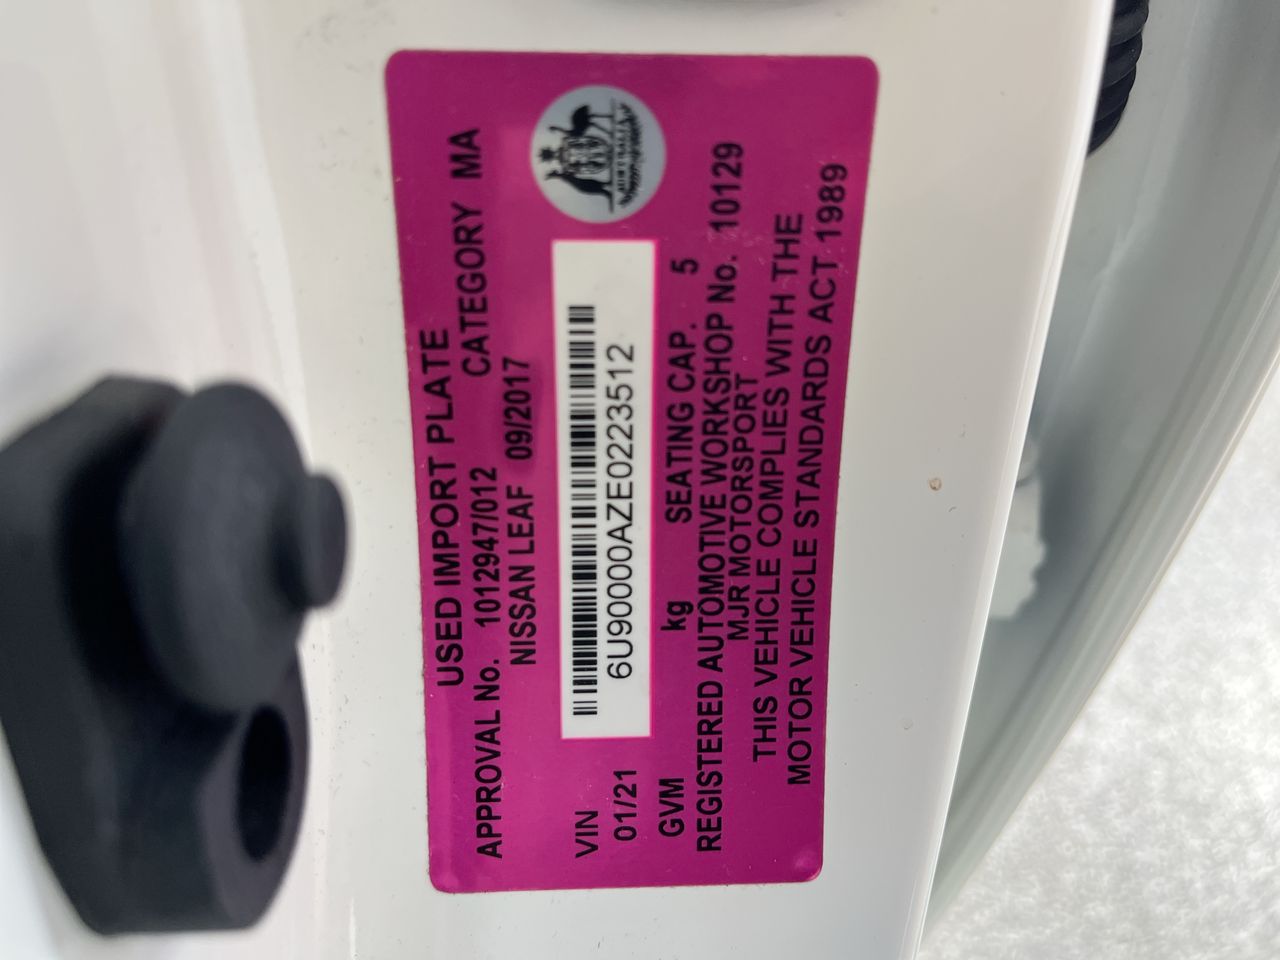 USED IMPORT PLATE
APPROVAL No. 1012947/012 CATEGORY MA
NISSAN LEAF 09/2017
VIN
01/21
6U90000AZE0223512
AUSTRALIA
GVM kg SEATING CAP. 5
REGISTERED AUTOMOTIVE WORKSHOP No. 10129
MJR MOTORSPORT
THIS VEHICLE COMPLIES WITH THE
MOTOR VEHICLE STANDARDS ACT 1989